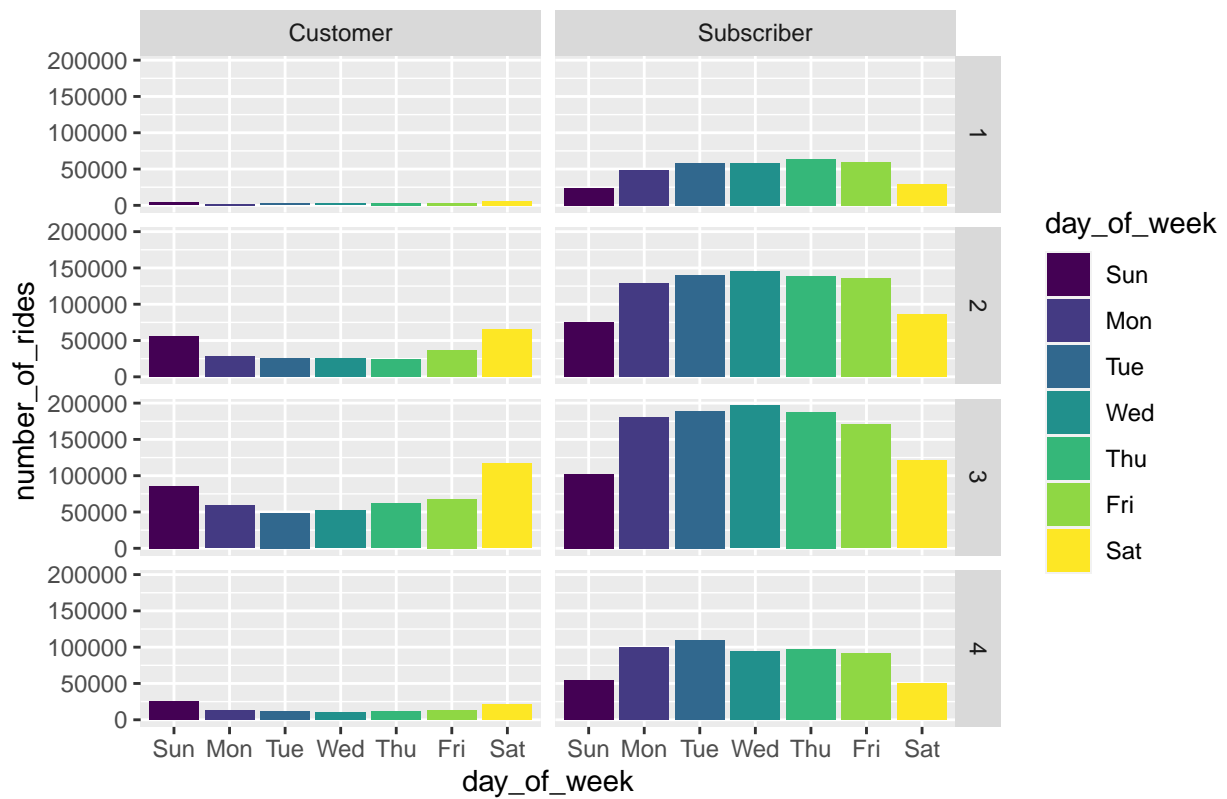 Customer
Subscriber
200000
150000
100000
50000
0
1
200000
150000
100000
50000
0
2
200000
150000
100000
50000
0
3
200000
150000
100000
50000
0
4
number_of_rides
Sun Mon Tue Wed Thu Fri Sat
Sun Mon Tue Wed Thu Fri Sat
day_of_week
day_of_week
Sun
Mon
Tue
Wed
Thu
Fri
Sat